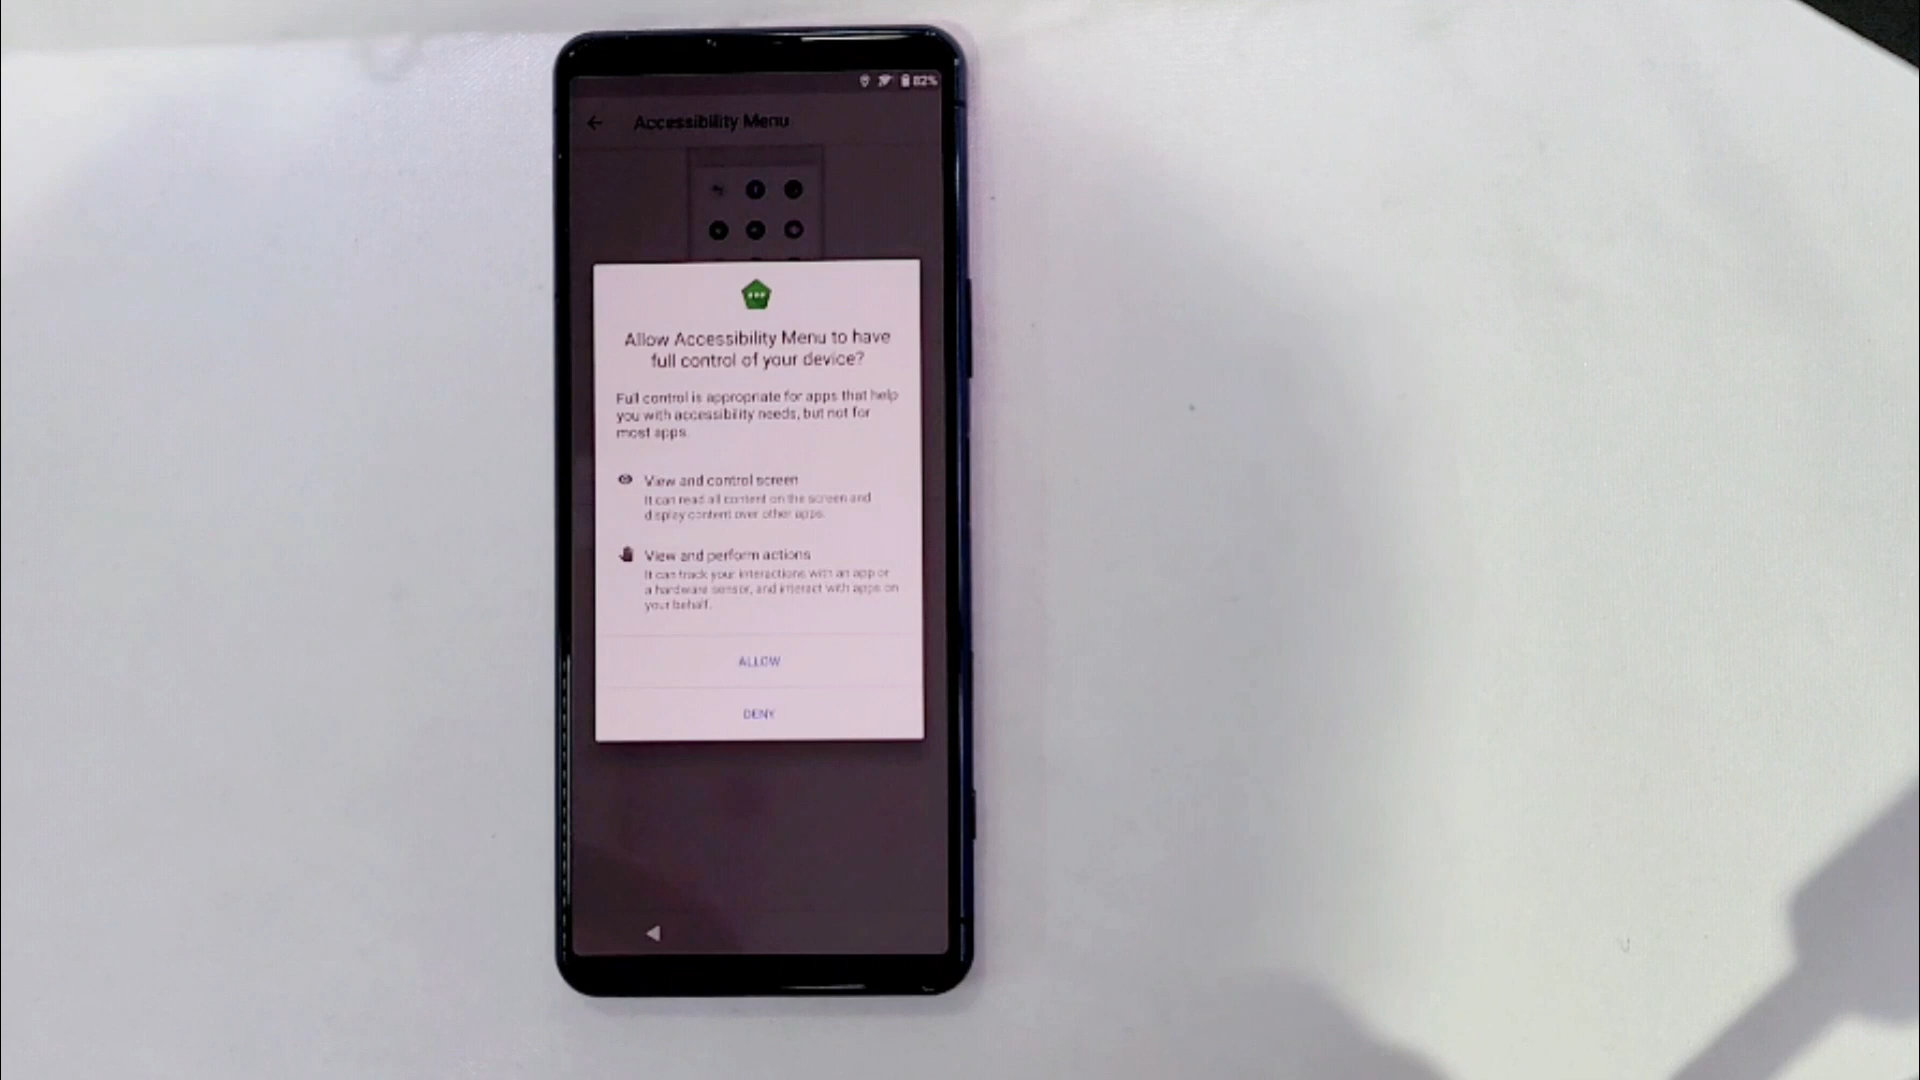 82%
Accessibility Menu
Allow Accessibility Menu to have
full control of your device?
Full control is appropriate for apps that help
you with accessibility needs, but not for
most apps.
View and control screen
It can read all content on the screen and
display content over other apps.
View and perform actions
It can track your interactions with an app or
a hardware sensor, and interact with apps on
your behalf.
ALLOW
DENY